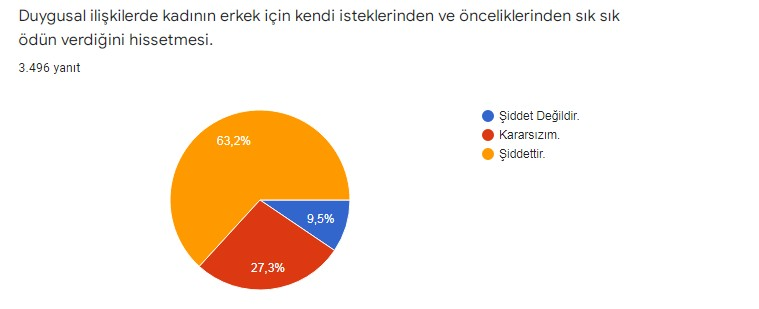 Duygusal ilişkilerde kadının erkek için kendi isteklerinden ve önceliklerinden sık sık
ödün verdiğini hissetmesi.
3.496 yanıt
Şiddet Değildir.
Kararsızım.
Şiddettir.
63,2%
9,5%
27,3%